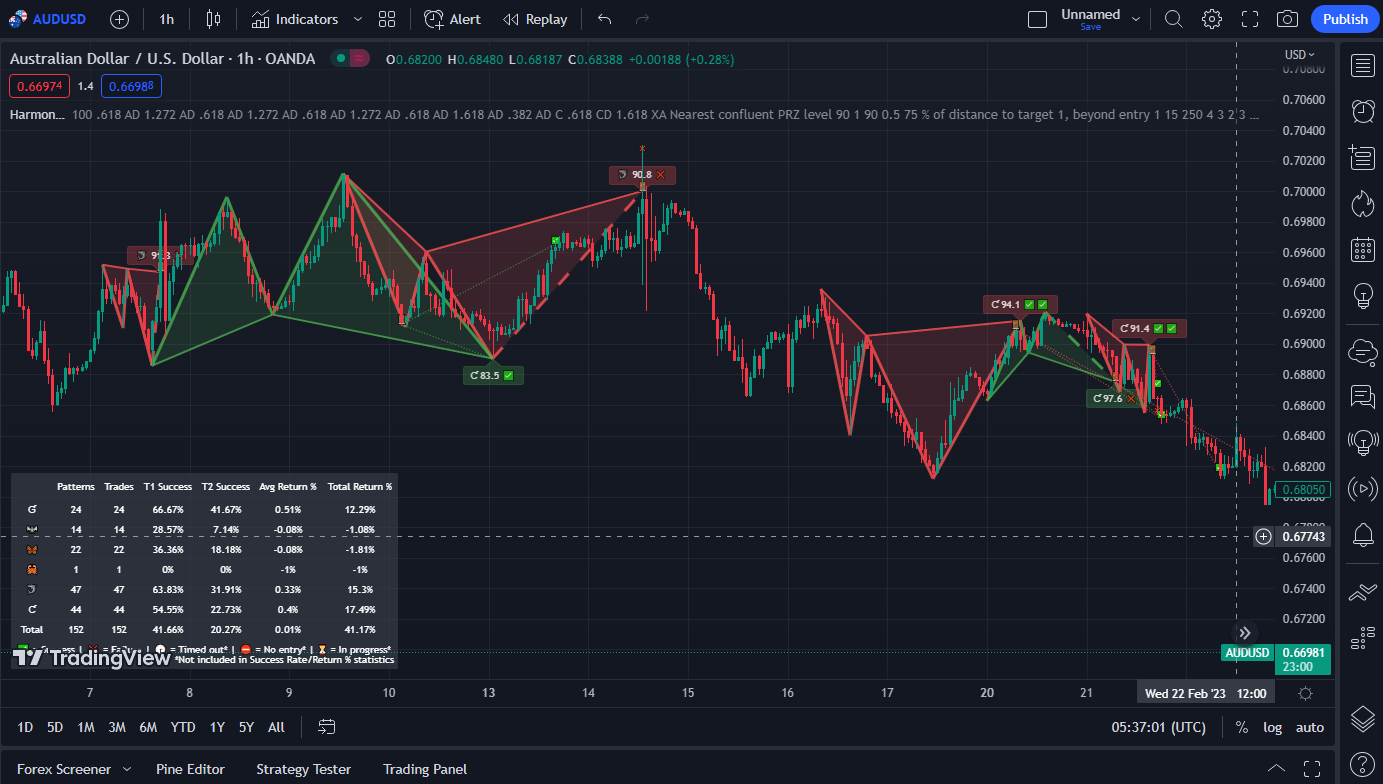 AUDUSD 1h Indicators Alert Replay Unnamed Save Publish
Australian Dollar / U.S. Dollar · 1h · OANDA O0.68200 H0.68480 L0.68187 C0.68388 +0.00188 (+0.28%) USD
0.66974 1.4 0.66988
Harmon... 100 .618 AD 1.272 AD .618 AD 1.272 AD .618 AD 1.272 AD .618 AD 1.618 AD .382 AD C .618 CD 1.618 XA Nearest confluent PRZ level 90 1 90 0.5 75 % of distance to target 1, beyond entry 1 15 250 4 3 2 3 ...
0.70800
0.70600
0.70400
0.70200
0.70000
0.69800
0.69600
0.69400
0.69200
0.69000
0.68800
0.68600
0.68400
0.68200
0.68050
0.67743
0.67600
0.67400
0.67200
AUDUSD 0.66981
23:00
90.8
83.5
94.1
91.4
97.6
Patterns Trades T1 Success T2 Success Avg Return % Total Return %
24 24 66.67% 41.67% 0.51% 12.29%
14 14 28.57% 7.14% -0.08% -1.08%
22 22 36.36% 18.18% -0.08% -1.81%
1 1 0% 0% -1% -1%
47 47 63.83% 31.91% 0.33% 15.3%
44 44 54.55% 22.73% 0.4% 17.49%
Total 152 152 41.66% 20.27% 0.01% 41.17%
= Timed out* | = No entry* | = In progress*
TradingView *Not included in Success Rate/Return % statistics
7 8 9 10 13 14 15 16 17 20 21 Wed 22 Feb '23 12:00
1D 5D 1M 3M 6M YTD 1Y 5Y All 05:37:01 (UTC) % log auto
Forex Screener Pine Editor Strategy Tester Trading Panel